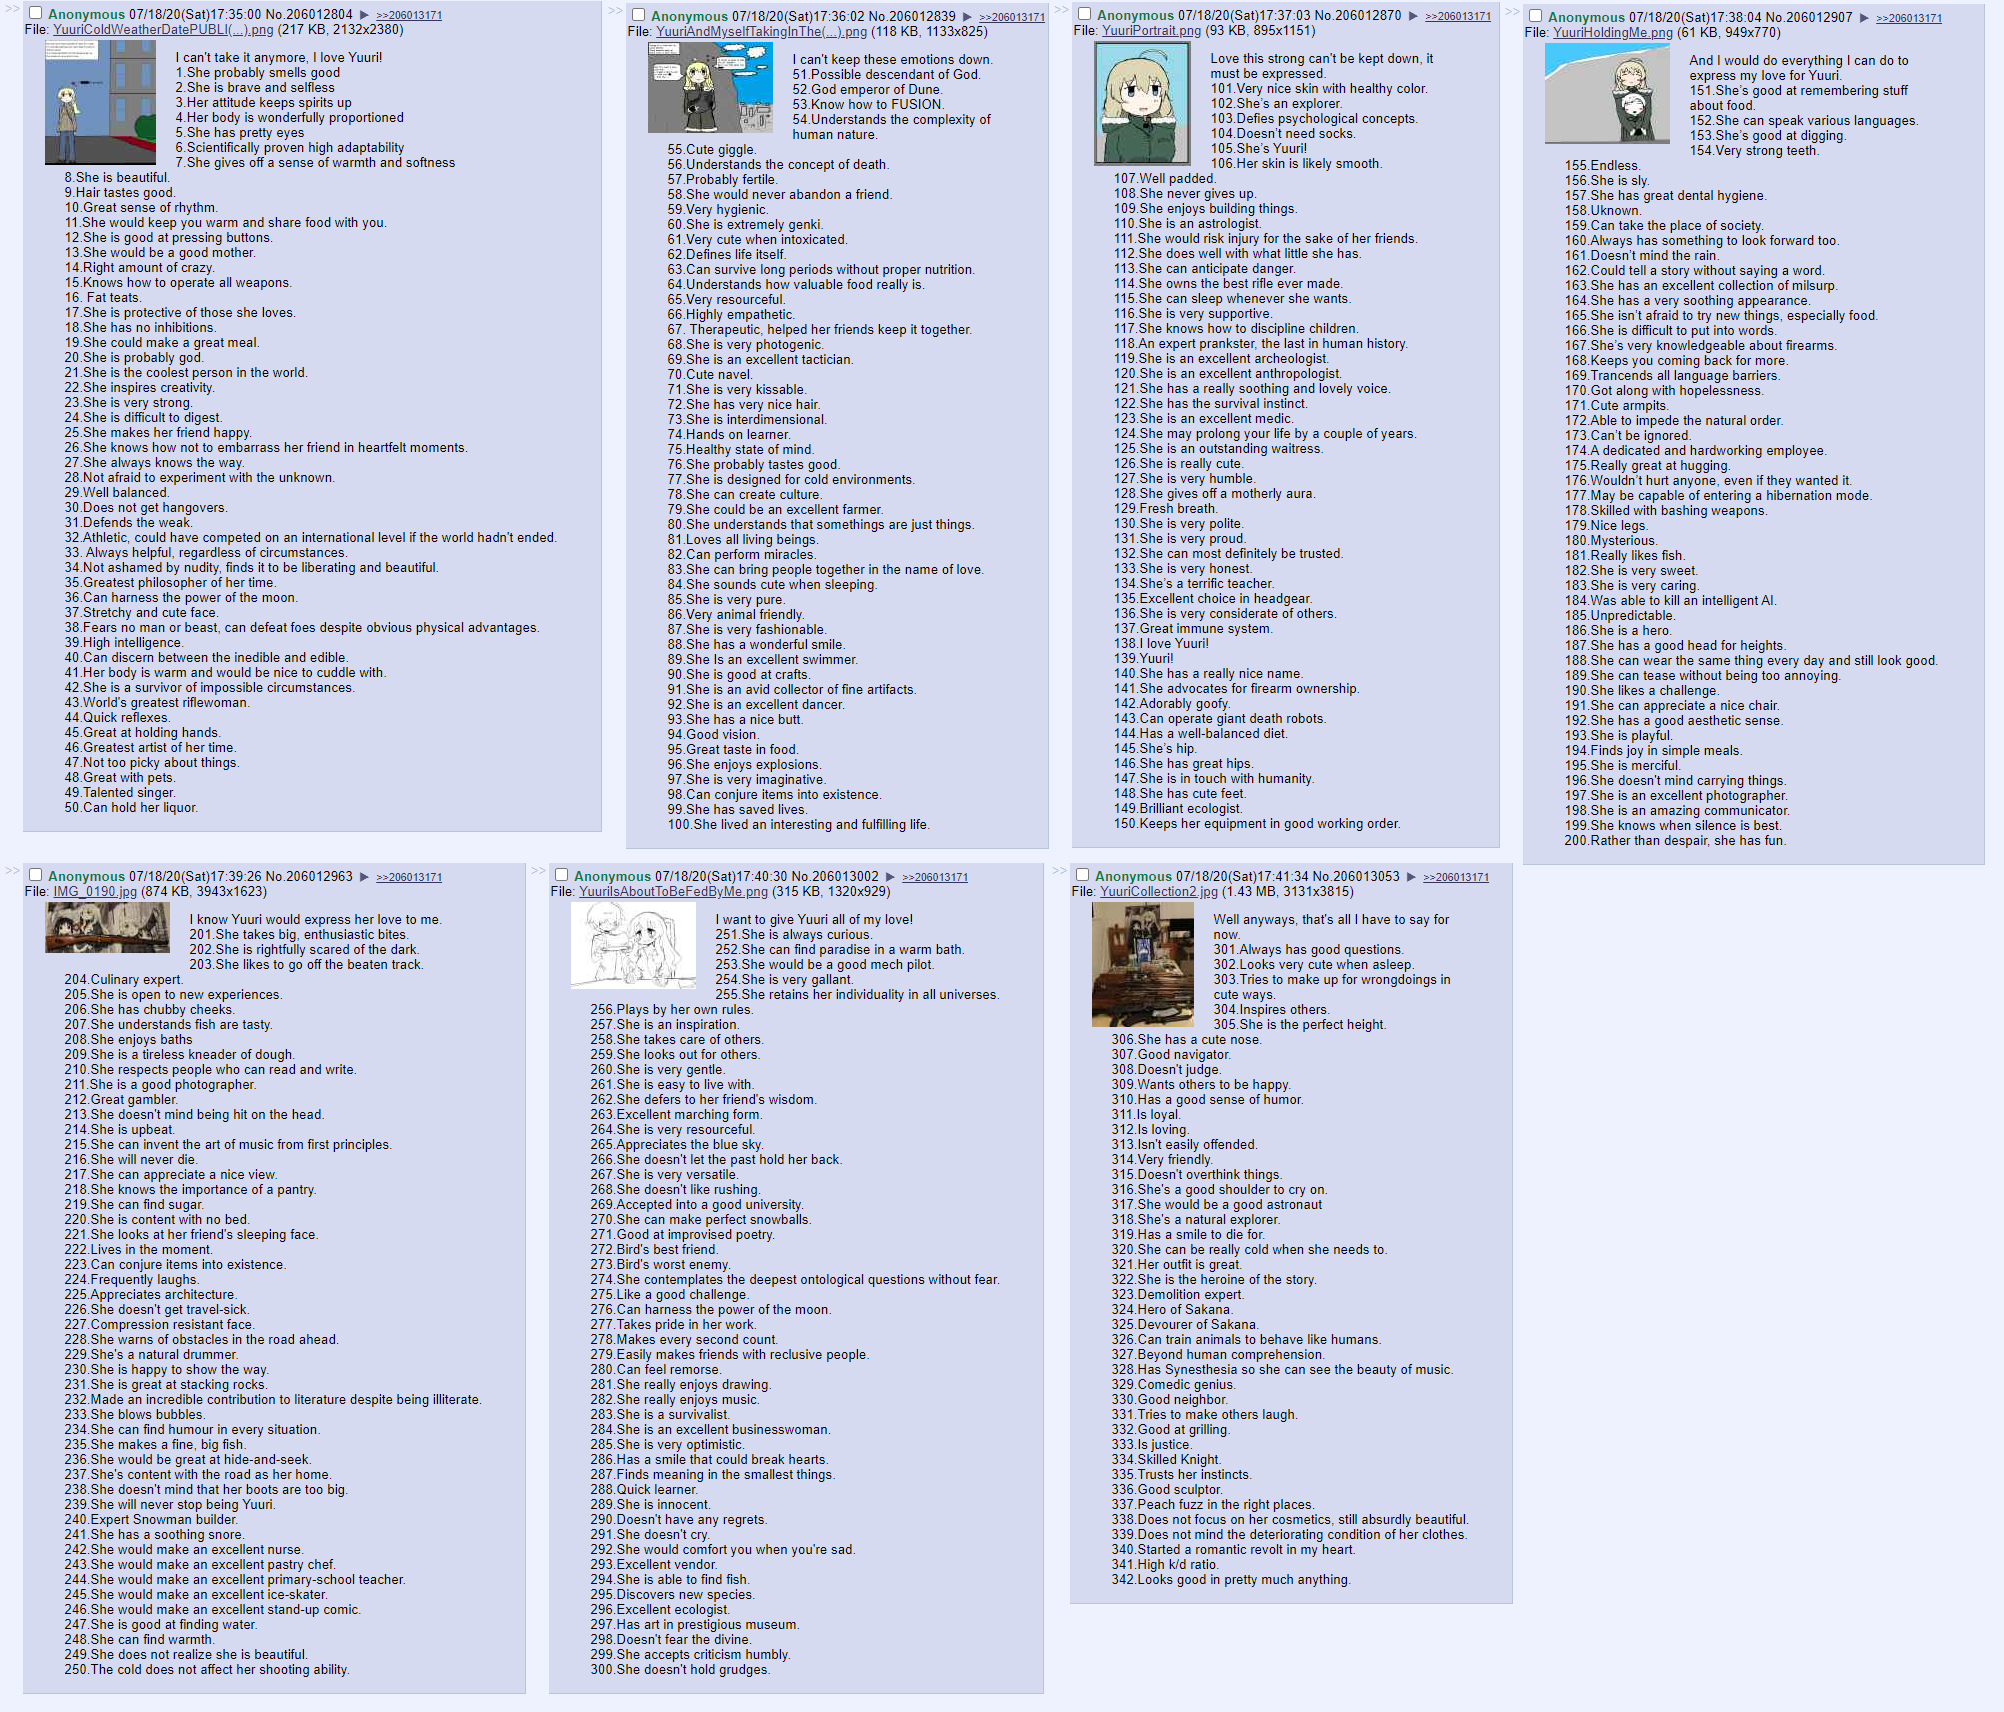 Anonymous 07/18/20(Sat)17:35:00 No.206012804 ▶ >>206013171
File: YuuriColdWeatherDatePUBLI(...).png (217 KB, 2132x2380)
I can't take it anymore, I love Yuuri!
1.She probably smells good
2.She is brave and selfless
3.Her attitude keeps spirits up
4.Her body is wonderfully proportioned
5.She has pretty eyes
6.Scientifically proven high adaptability
7.She gives off a sense of warmth and softness
8.She is beautiful.
9.Hair tastes good.
10.Great sense of rhythm.
11.She would keep you warm and share food with you.
12.She is good at pressing buttons.
13.She would be a good mother.
14.Right amount of crazy.
15.Knows how to operate all weapons.
16. Fat teats.
17.She is protective of those she loves.
18.She has no inhibitions.
19.She could make a great meal.
20.She is probably god.
21.She is the coolest person in the world.
22.She inspires creativity.
23.She is very strong.
24.She is difficult to digest.
25.She makes her friend happy.
26.She knows how not to embarrass her friend in heartfelt moments.
27.She always knows the way.
28.Not afraid to experiment with the unknown.
29.Well balanced.
30.Does not get hangovers.
31.Defends the weak.
32.Athletic, could have competed on an international level if the world hadn't ended.
33. Always helpful, regardless of circumstances.
34.Not ashamed by nudity, finds it to be liberating and beautiful.
35.Greatest philosopher of her time.
36.Can harness the power of the moon.
37.Stretchy and cute face.
38.Fears no man or beast, can defeat foes despite obvious physical advantages.
39.High intelligence.
40.Can discern between the inedible and edible.
41.Her body is warm and would be nice to cuddle with.
42.She is a survivor of impossible circumstances.
43.World's greatest riflewoman.
44.Quick reflexes.
45.Great at holding hands.
46.Greatest artist of her time.
47.Not too picky about things.
48.Great with pets.
49.Talented singer.
50.Can hold her liquor.
Anonymous 07/18/20(Sat)17:36:02 No.206012839 ▶ >>206013171
File: YuuriAndMyselfTakingInThe(...).png (118 KB, 1133x825)
I can't keep these emotions down.
51.Possible descendant of God.
52.God emperor of Dune.
53.Know how to FUSION.
54.Understands the complexity of
human nature.
55.Cute giggle.
56.Understands the concept of death.
57.Probably fertile.
58.She would never abandon a friend.
59.Very hygienic.
60.She is extremely genki.
61.Very cute when intoxicated.
62.Defines life itself.
63.Can survive long periods without proper nutrition.
64.Understands how valuable food really is.
65.Very resourceful.
66.Highly empathetic.
67. Therapeutic, helped her friends keep it together.
68.She is very photogenic.
69.She is an excellent tactician.
70.Cute navel.
71.She is very kissable.
72.She has very nice hair.
73.She is interdimensional.
74.Hands on learner.
75.Healthy state of mind.
76.She probably tastes good.
77.She is designed for cold environments.
78.She can create culture.
79.She could be an excellent farmer.
80.She understands that somethings are just things.
81.Loves all living beings.
82.Can perform miracles.
83.She can bring people together in the name of love.
84.She sounds cute when sleeping.
85.She is very pure.
86.Very animal friendly.
87.She is very fashionable.
88.She has a wonderful smile.
89.She Is an excellent swimmer.
90.She is good at crafts.
91.She is an avid collector of fine artifacts.
92.She is an excellent dancer.
93.She has a nice butt.
94.Good vision.
95.Great taste in food.
96.She enjoys explosions.
97.She is very imaginative.
98.Can conjure items into existence.
99.She has saved lives.
100.She lived an interesting and fulfilling life.
Anonymous 07/18/20(Sat)17:37:03 No.206012870 ▶ >>206013171
File: YuuriPortrait.png (93 KB, 895x1151)
Love this strong can't be kept down, it
must be expressed.
101.Very nice skin with healthy color.
102.She's an explorer.
103.Defies psychological concepts.
104.Doesn't need socks.
105.She's Yuuri!
106.Her skin is likely smooth.
107.Well padded.
108.She never gives up.
109.She enjoys building things.
110.She is an astrologist.
111.She would risk injury for the sake of her friends.
112.She does well with what little she has.
113.She can anticipate danger.
114.She owns the best rifle ever made.
115.She can sleep whenever she wants.
116.She is very supportive.
117.She knows how to discipline children.
118.An expert prankster, the last in human history.
119.She is an excellent archeologist.
120.She is an excellent anthropologist.
121.She has a really soothing and lovely voice.
122.She has the survival instinct.
123.She is an excellent medic.
124.She may prolong your life by a couple of years.
125.She is an outstanding waitress.
126.She is really cute.
127.She is very humble.
128.She gives off a motherly aura.
129.Fresh breath.
130.She is very polite.
131.She is very proud.
132.She can most definitely be trusted.
133.She is very honest.
134.She's a terrific teacher.
135.Excellent choice in headgear.
136.She is very considerate of others.
137.Great immune system.
138.I love Yuuri!
139.Yuuri!
140.She has a really nice name.
141.She advocates for firearm ownership.
142.Adorably goofy.
143.Can operate giant death robots.
144.Has a well-balanced diet.
145.She's hip.
146.She has great hips.
147.She is in touch with humanity.
148.She has cute feet.
149.Brilliant ecologist.
150.Keeps her equipment in good working order.
Anonymous 07/18/20(Sat)17:38:04 No.206012907 ▶ >>206013171
File: YuuriHoldingMe.png (61 KB, 949x770)
And I would do everything I can do to
express my love for Yuuri.
151.She's good at remembering stuff
about food.
152.She can speak various languages.
153.She's good at digging.
154.Very strong teeth.
155.Endless.
156.She is sly.
157.She has great dental hygiene.
158.Uknown.
159.Can take the place of society.
160.Always has something to look forward too.
161.Doesn't mind the rain.
162.Could tell a story without saying a word.
163.She has an excellent collection of milsurp.
164.She has a very soothing appearance.
165.She isn't afraid to try new things, especially food.
166.She is difficult to put into words.
167.She's very knowledgeable about firearms.
168.Keeps you coming back for more.
169.Trancends all language barriers.
170.Got along with hopelessness.
171.Cute armpits.
172.Able to impede the natural order.
173.Can't be ignored.
174.A dedicated and hardworking employee.
175.Really great at hugging.
176.Wouldn't hurt anyone, even if they wanted it.
177.May be capable of entering a hibernation mode.
178.Skilled with bashing weapons.
179.Nice legs.
180.Mysterious.
181.Really likes fish.
182.She is very sweet.
183.She is very caring.
184.Was able to kill an intelligent AI.
185.Unpredictable.
186.She is a hero.
187.She has a good head for heights.
188.She can wear the same thing every day and still look good.
189.She can tease without being too annoying.
190.She likes a challenge.
191.She can appreciate a nice chair.
192.She has a good aesthetic sense.
193.She is playful.
194.Finds joy in simple meals.
195.She is merciful.
196.She doesn't mind carrying things.
197.She is an excellent photographer.
198.She is an amazing communicator.
199.She knows when silence is best.
200.Rather than despair, she has fun.
Anonymous 07/18/20(Sat)17:39:26 No.206012963 ▶ >>206013171
File: IMG_0190.jpg (874 KB, 3943x1623)
I know Yuuri would express her love to me.
201.She takes big, enthusiastic bites.
202.She is rightfully scared of the dark.
203.She likes to go off the beaten track.
204.Culinary expert.
205.She is open to new experiences.
206.She has chubby cheeks.
207.She understands fish are tasty.
208.She enjoys baths
209.She is a tireless kneader of dough.
210.She respects people who can read and write.
211.She is a good photographer.
212.Great gambler.
213.She doesn't mind being hit on the head.
214.She is upbeat.
215.She can invent the art of music from first principles.
216.She will never die.
217.She can appreciate a nice view.
218.She knows the importance of a pantry.
219.She can find sugar.
220.She is content with no bed.
221.She looks at her friend's sleeping face.
222.Lives in the moment.
223.Can conjure items into existence.
224.Frequently laughs.
225.Appreciates architecture.
226.She doesn't get travel-sick.
227.Compression resistant face.
228.She warns of obstacles in the road ahead.
229.She's a natural drummer.
230.She is happy to show the way.
231.She is great at stacking rocks.
232.Made an incredible contribution to literature despite being illiterate.
233.She blows bubbles.
234.She can find humour in every situation.
235.She makes a fine, big fish.
236.She would be great at hide-and-seek.
237.She's content with the road as her home.
238.She doesn't mind that her boots are too big.
239.She will never stop being Yuuri.
240.Expert Snowman builder.
241.She has a soothing snore.
242.She would make an excellent nurse.
243.She would make an excellent pastry chef.
244.She would make an excellent primary-school teacher.
245.She would make an excellent ice-skater.
246.She would make an excellent stand-up comic.
247.She is good at finding water.
248.She can find warmth.
249.She does not realize she is beautiful.
250.The cold does not affect her shooting ability.
Anonymous 07/18/20(Sat)17:40:30 No.206013002 ▶ >>206013171
File: YuuriIsAboutToBeFedByMe.png (315 KB, 1320x929)
I want to give Yuuri all of my love!
251.She is always curious.
252.She can find paradise in a warm bath.
253.She would be a good mech pilot.
254.She is very gallant.
255.She retains her individuality in all universes.
256.Plays by her own rules.
257.She is an inspiration.
258.She takes care of others.
259.She looks out for others.
260.She is very gentle.
261.She is easy to live with.
262.She defers to her friend's wisdom.
263.Excellent marching form.
264.She is very resourceful.
265.Appreciates the blue sky.
266.She doesn't let the past hold her back.
267.She is very versatile.
268.She doesn't like rushing.
269.Accepted into a good university.
270.She can make perfect snowballs.
271.Good at improvised poetry.
272.Bird's best friend.
273.Bird's worst enemy.
274.She contemplates the deepest ontological questions without fear.
275.Like a good challenge.
276.Can harness the power of the moon.
277.Takes pride in her work.
278.Makes every second count.
279.Easily makes friends with reclusive people.
280.Can feel remorse.
281.She really enjoys drawing.
282.She really enjoys music.
283.She is a survivalist.
284.She is an excellent businesswoman.
285.She is very optimistic.
286.Has a smile that could break hearts.
287.Finds meaning in the smallest things.
288.Quick learner.
289.She is innocent.
290.Doesn't have any regrets.
291.She doesn't cry.
292.She would comfort you when you're sad.
293.Excellent vendor.
294.She is able to find fish.
295.Discovers new species.
296.Excellent ecologist.
297.Has art in prestigious museum.
298.Doesn't fear the divine.
299.She accepts criticism humbly.
300.She doesn't hold grudges.
Anonymous 07/18/20(Sat)17:41:34 No.206013053 ▶ >>206013171
File: YuuriCollection2.jpg (1.43 MB, 3131x3815)
Well anyways, that's all I have to say for
now.
301.Always has good questions.
302.Looks very cute when asleep.
303.Tries to make up for wrongdoings in
cute ways.
304.Inspires others.
305.She is the perfect height.
306.She has a cute nose.
307.Good navigator.
308.Doesn't judge.
309.Wants others to be happy.
310.Has a good sense of humor.
311.Is loyal.
312.Is loving.
313.Isn't easily offended.
314.Very friendly.
315.Doesn't overthink things.
316.She's a good shoulder to cry on.
317.She would be a good astronaut
318.She's a natural explorer.
319.Has a smile to die for.
320.She can be really cold when she needs to.
321.Her outfit is great.
322.She is the heroine of the story.
323.Demolition expert.
324.Hero of Sakana.
325.Devourer of Sakana.
326.Can train animals to behave like humans.
327.Beyond human comprehension.
328.Has Synesthesia so she can see the beauty of music.
329.Comedic genius.
330.Good neighbor.
331.Tries to make others laugh.
332.Good at grilling.
333.Is justice.
334.Skilled Knight.
335.Trusts her instincts.
336.Good sculptor.
337.Peach fuzz in the right places.
338.Does not focus on her cosmetics, still absurdly beautiful.
339.Does not mind the deteriorating condition of her clothes.
340.Started a romantic revolt in my heart.
341.High k/d ratio.
342.Looks good in pretty much anything.